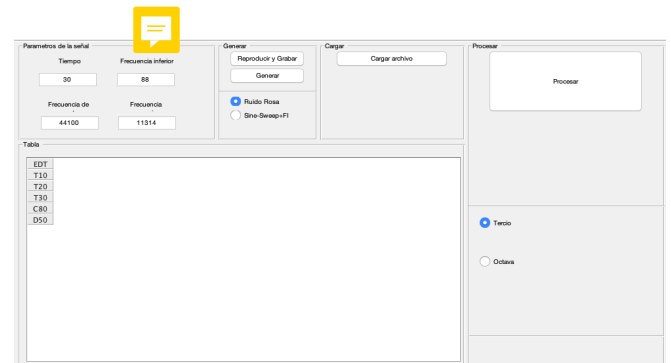 Parametros de la señal
Tiempo
Frecuencia inferior
30
88
Frecuencia de
Frecuencia
44100
11314
Generar
Reproducir y Grabar
Generar
Ruido Rosa
Sine-Sweep+FI
Cargar
Cargar archivo
Procesar
Procesar
Tercio
Octava
Tabla
EDT
T10
T20
T30
C80
D50